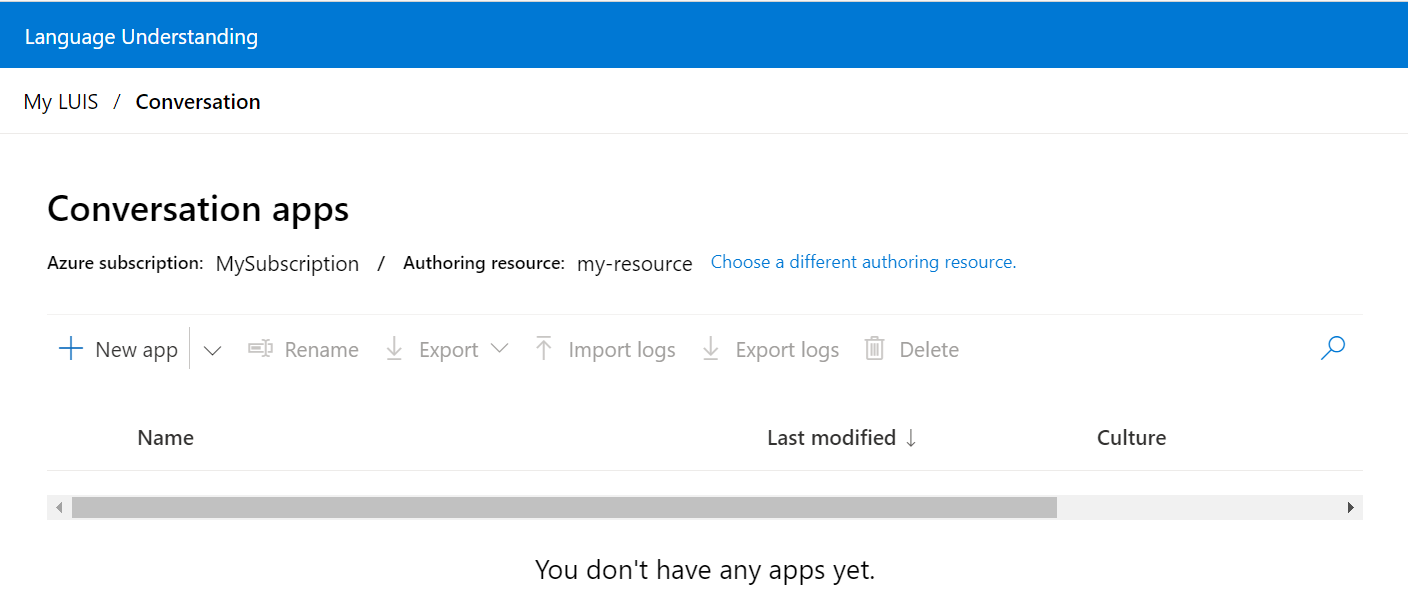 Language Understanding
My LUIS / Conversation
Conversation apps
Azure subscription: MySubscription / Authoring resource: my-resource Choose a different authoring resource.
New app Rename Export Import logs Export logs Delete
Name Last modified Culture
You don't have any apps yet.